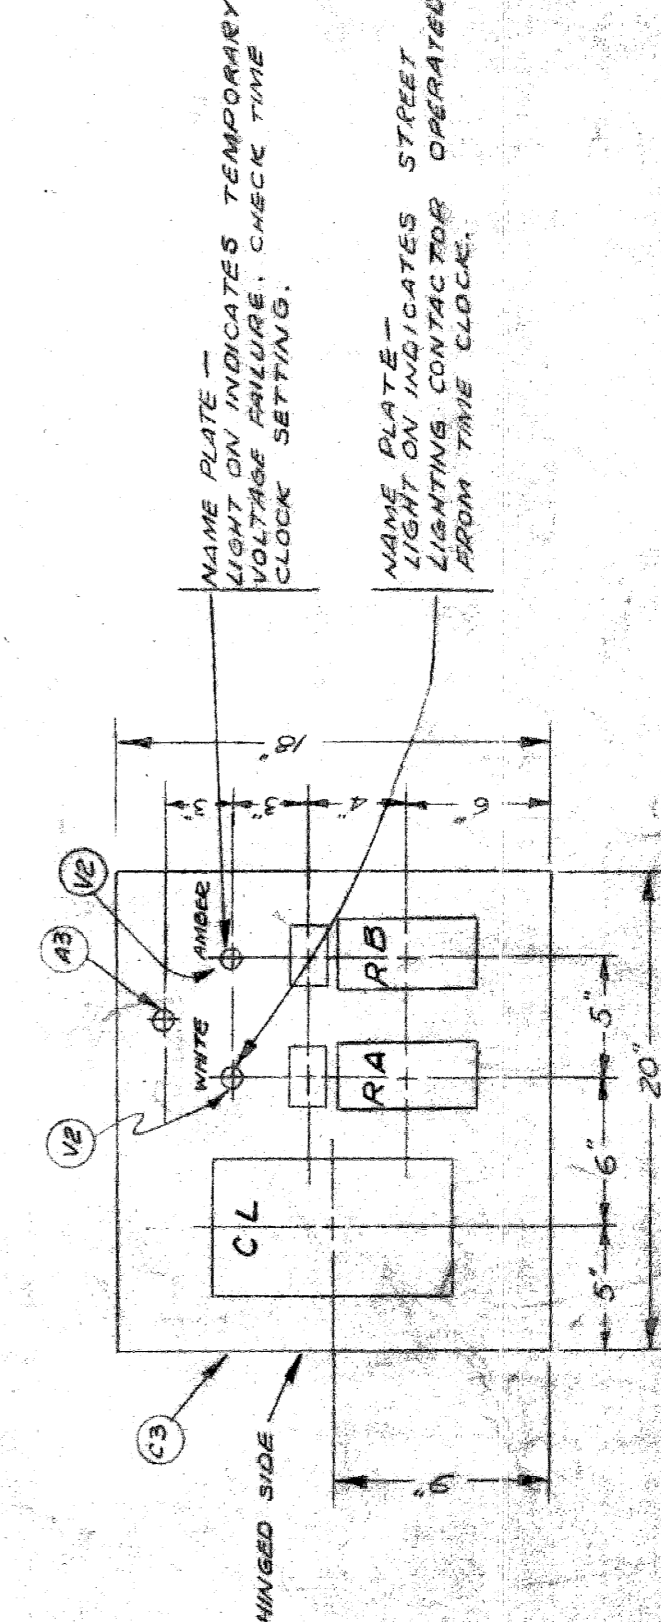 NAME PLATE —
LIGHT ON INDICATES TEMPORARY
VOLTAGE FAILURE. CHECK TIME
CLOCK SETTING.
NAME PLATE —
LIGHT ON INDICATES STREET
LIGHTING CONTACTOR OPERATED
FROM TIME CLOCK.
V2
A3
V2
C3
HINGED SIDE
WHITE
AMBER
CL
RA
RB
18"
3"
3"
4"
6"
9"
5"
6"
5"
20"